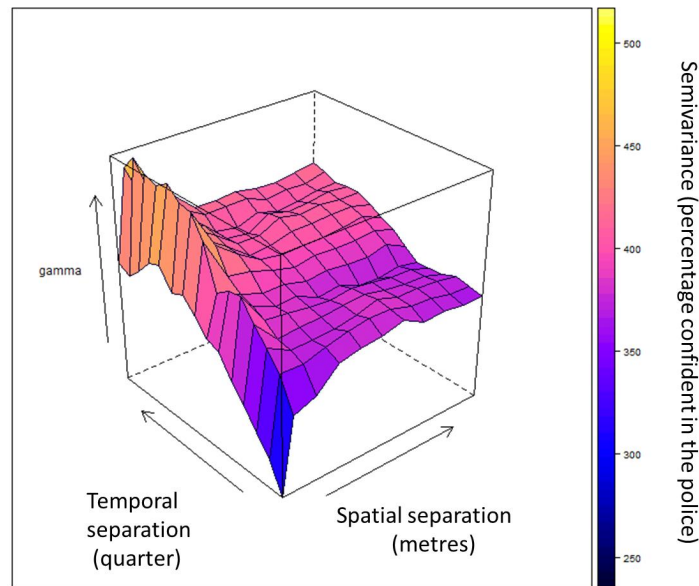 gamma
Temporal
separation
(quarter)
Spatial separation
(metres)
500
450
400
350
300
250
Semivariance (percentage confident in the police)